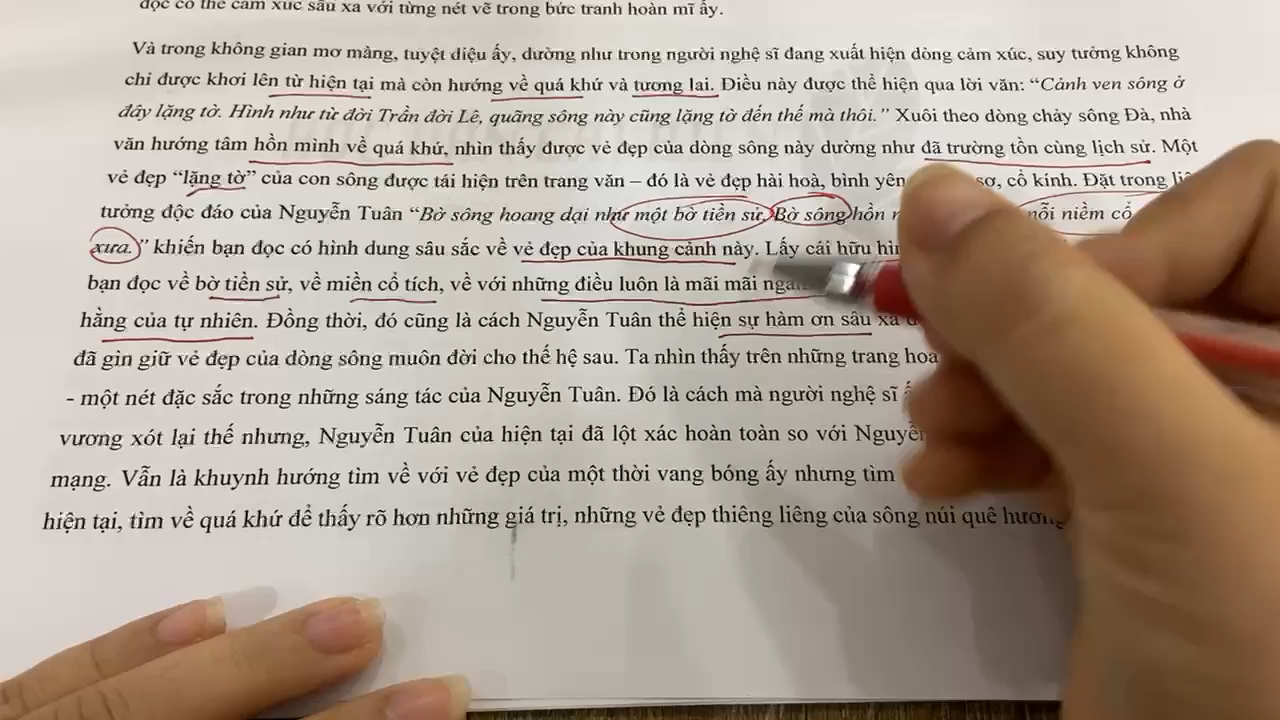 đọc có thể cảm xúc sâu xa với từng nét vẽ trong bức tranh hoàn mĩ ấy.
Và trong không gian mơ màng, tuyệt diệu ấy, dường như trong người nghệ sĩ đang xuất hiện dòng cảm xúc, suy tưởng không
chỉ được khơi lên từ hiện tại mà còn hướng về quá khứ và tương lai. Điều này được thể hiện qua lời văn: “Cảnh ven sông ở
đây lặng tờ. Hình như từ đời Trần đời Lê, quãng sông này cũng lặng tờ đến thế mà thôi.” Xuôi theo dòng chảy sông Đà, nhà
văn hướng tâm hồn mình về quá khứ, nhìn thấy được vẻ đẹp của dòng sông này dường như đã trường tồn cùng lịch sử. Một
vẻ đẹp “lặng tờ” của con sông được tái hiện trên trang văn – đó là vẻ đẹp hài hoà, bình yên sơ, cổ kính. Đặt trong
tưởng độc đáo của Nguyễn Tuân “Bờ sông hoang dại như một bờ tiền sử. Bờ sông hồn nỗi niềm cổ
xưa.” khiến bạn đọc có hình dung sâu sắc về vẻ đẹp của khung cảnh này. Lấy cái hữu
bạn đọc về bờ tiền sử, về miền cổ tích, về với những điều luôn là mãi mãi
hằng của tự nhiên. Đồng thời, đó cũng là cách Nguyễn Tuân thể hiện sự hàm ơn sâu xa
đã gìn giữ vẻ đẹp của dòng sông muôn đời cho thế hệ sau. Ta nhìn thấy trên những trang hoa
- một nét đặc sắc trong những sáng tác của Nguyễn Tuân. Đó là cách mà người nghệ sĩ
vương xót lại thế nhưng, Nguyễn Tuân của hiện tại đã lột xác hoàn toàn so với
mạng. Vẫn là khuynh hướng tìm về với vẻ đẹp của một thời vang bóng ấy nhưng tìm
hiện tại, tìm về quá khứ để thấy rõ hơn những giá trị, những vẻ đẹp thiêng liêng của sông núi quê hương